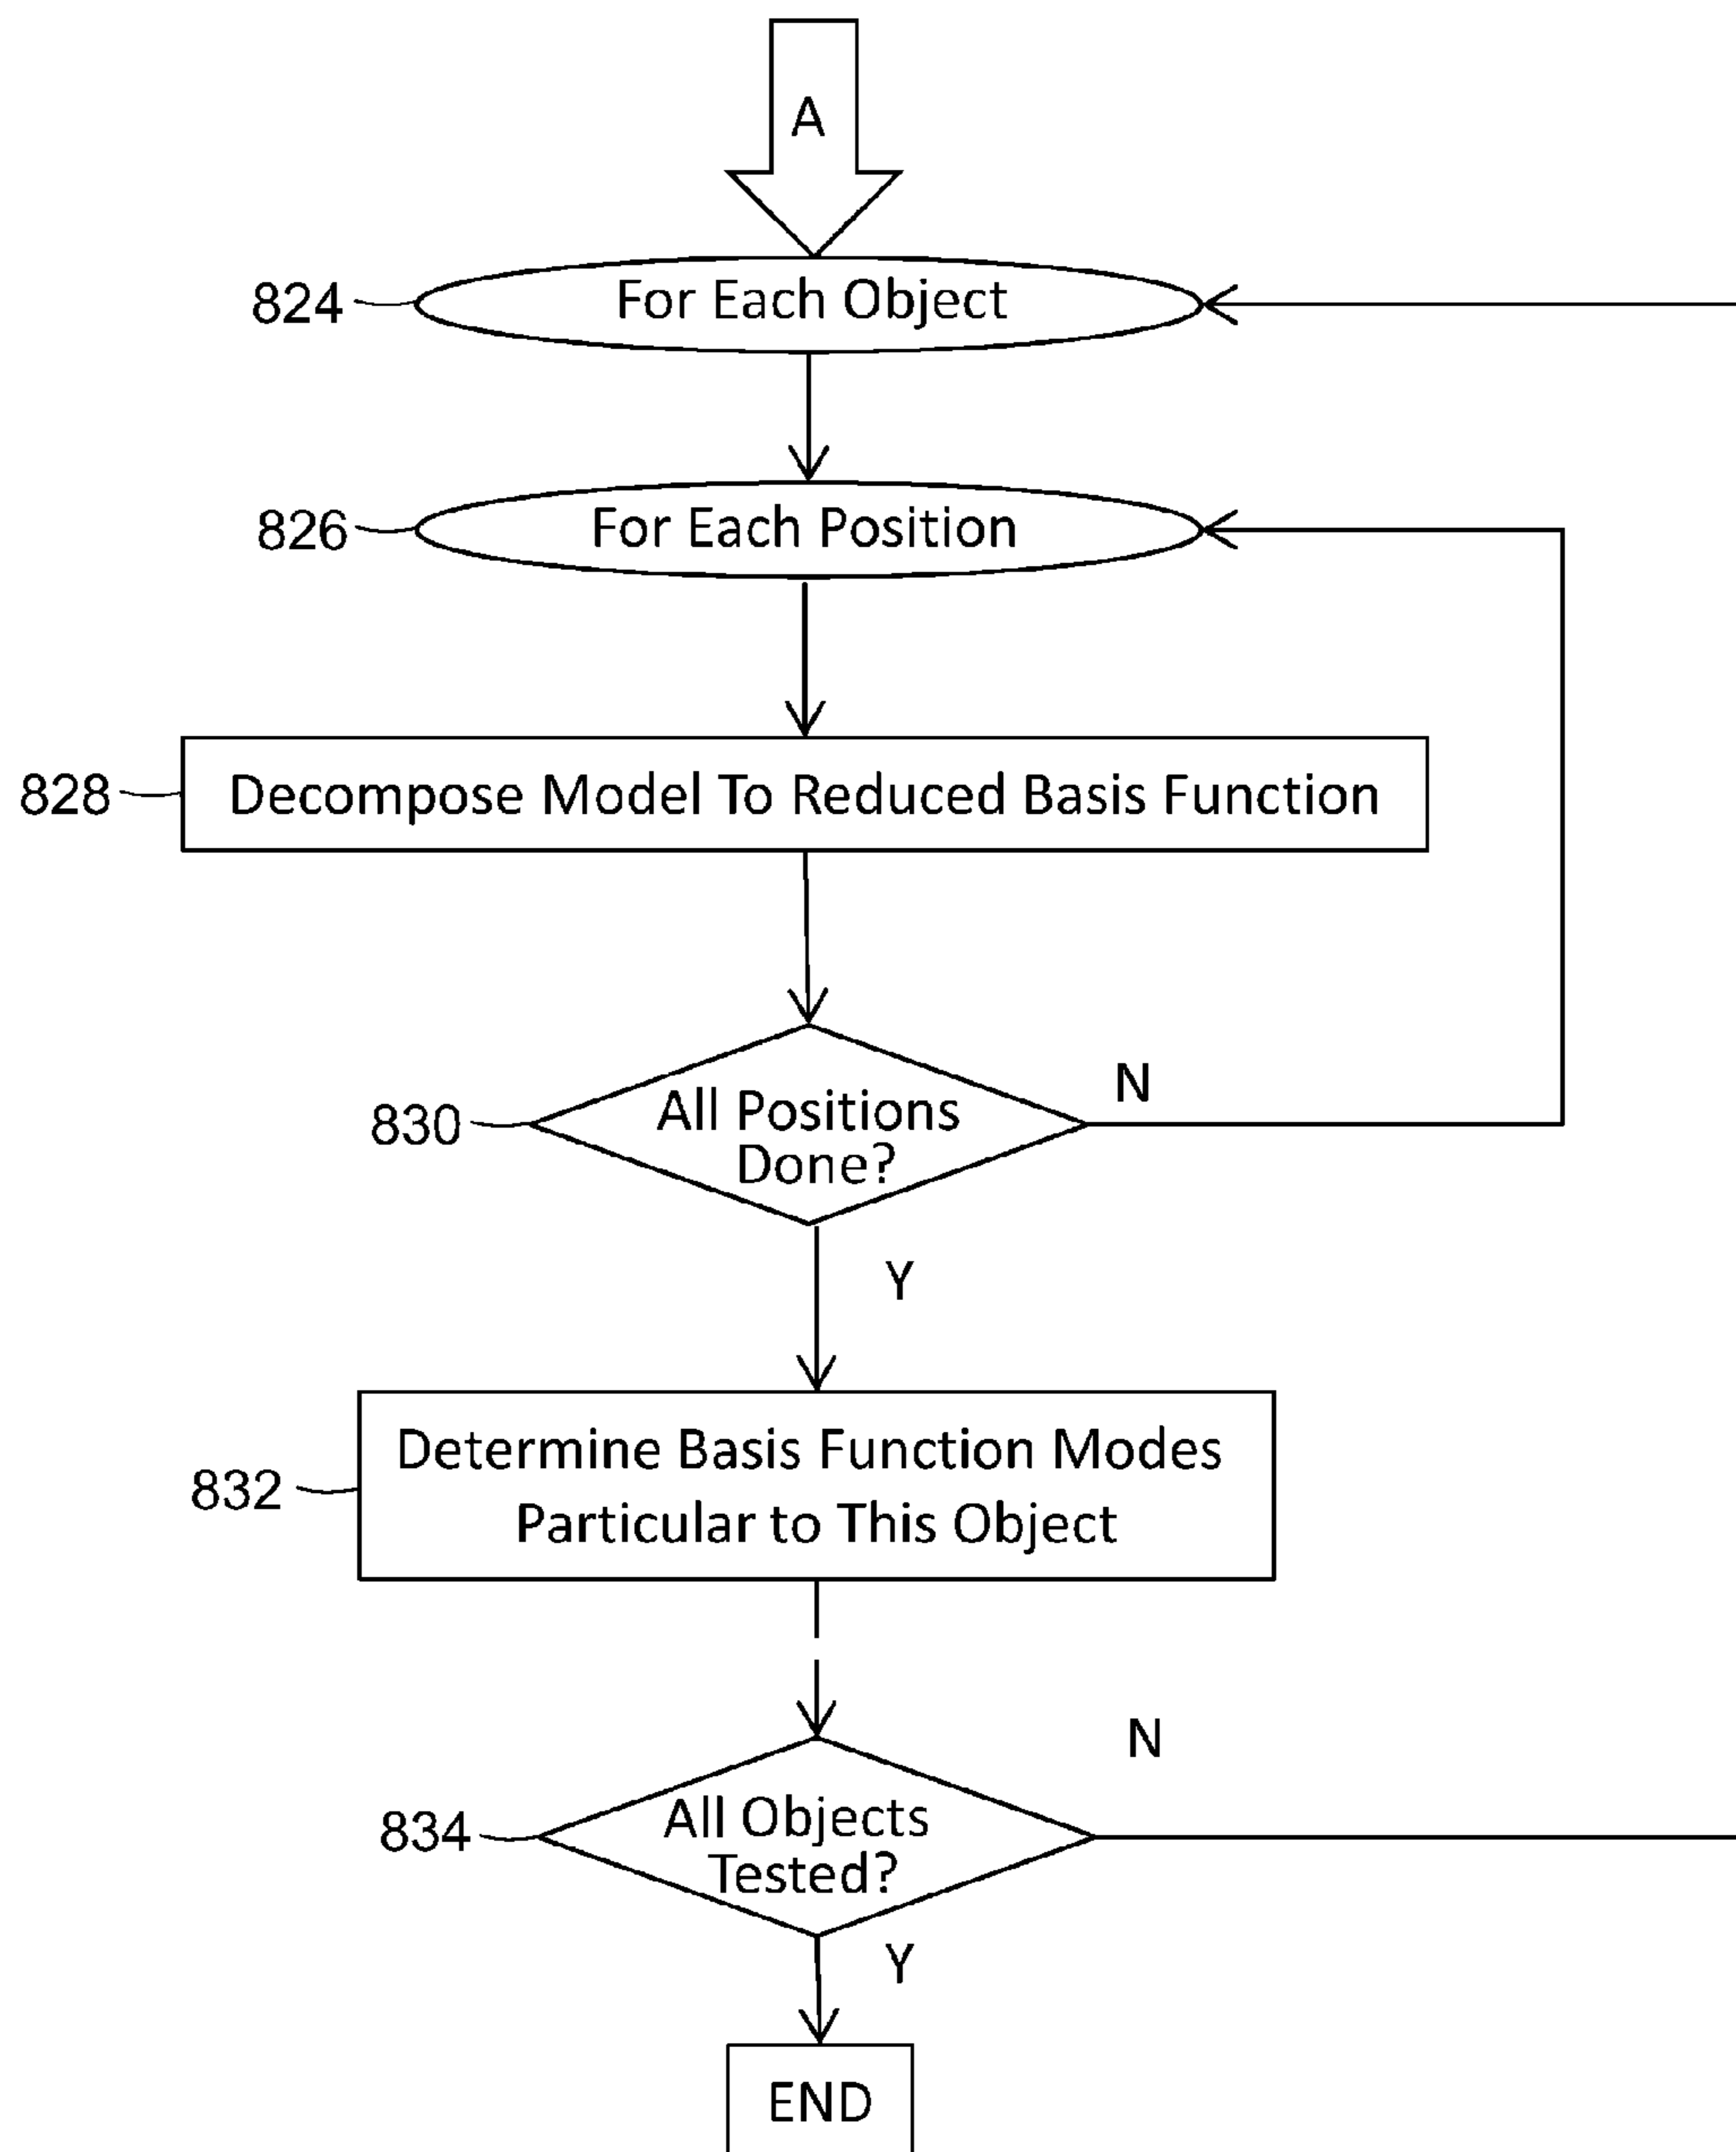 A
824
For Each Object
826
For Each Position
828
Decompose Model To Reduced Basis Function
830
All Positions
Done?
N
Y
832
Determine Basis Function Modes
Particular to This Object
N
834
All Objects
Tested?
Y
END